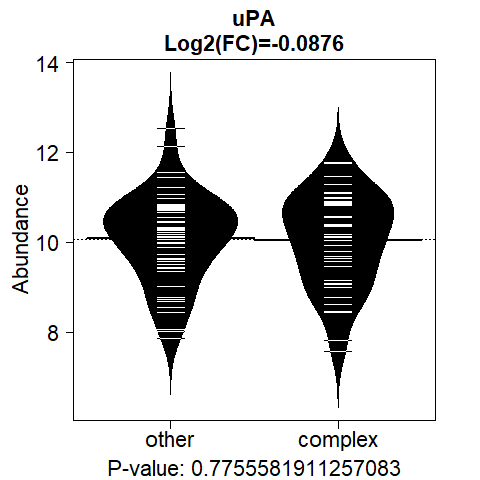 uPA
Log2(FC)=-0.0876
Abundance
14
12
10
8
other complex
P-value: 0.7755581911257083